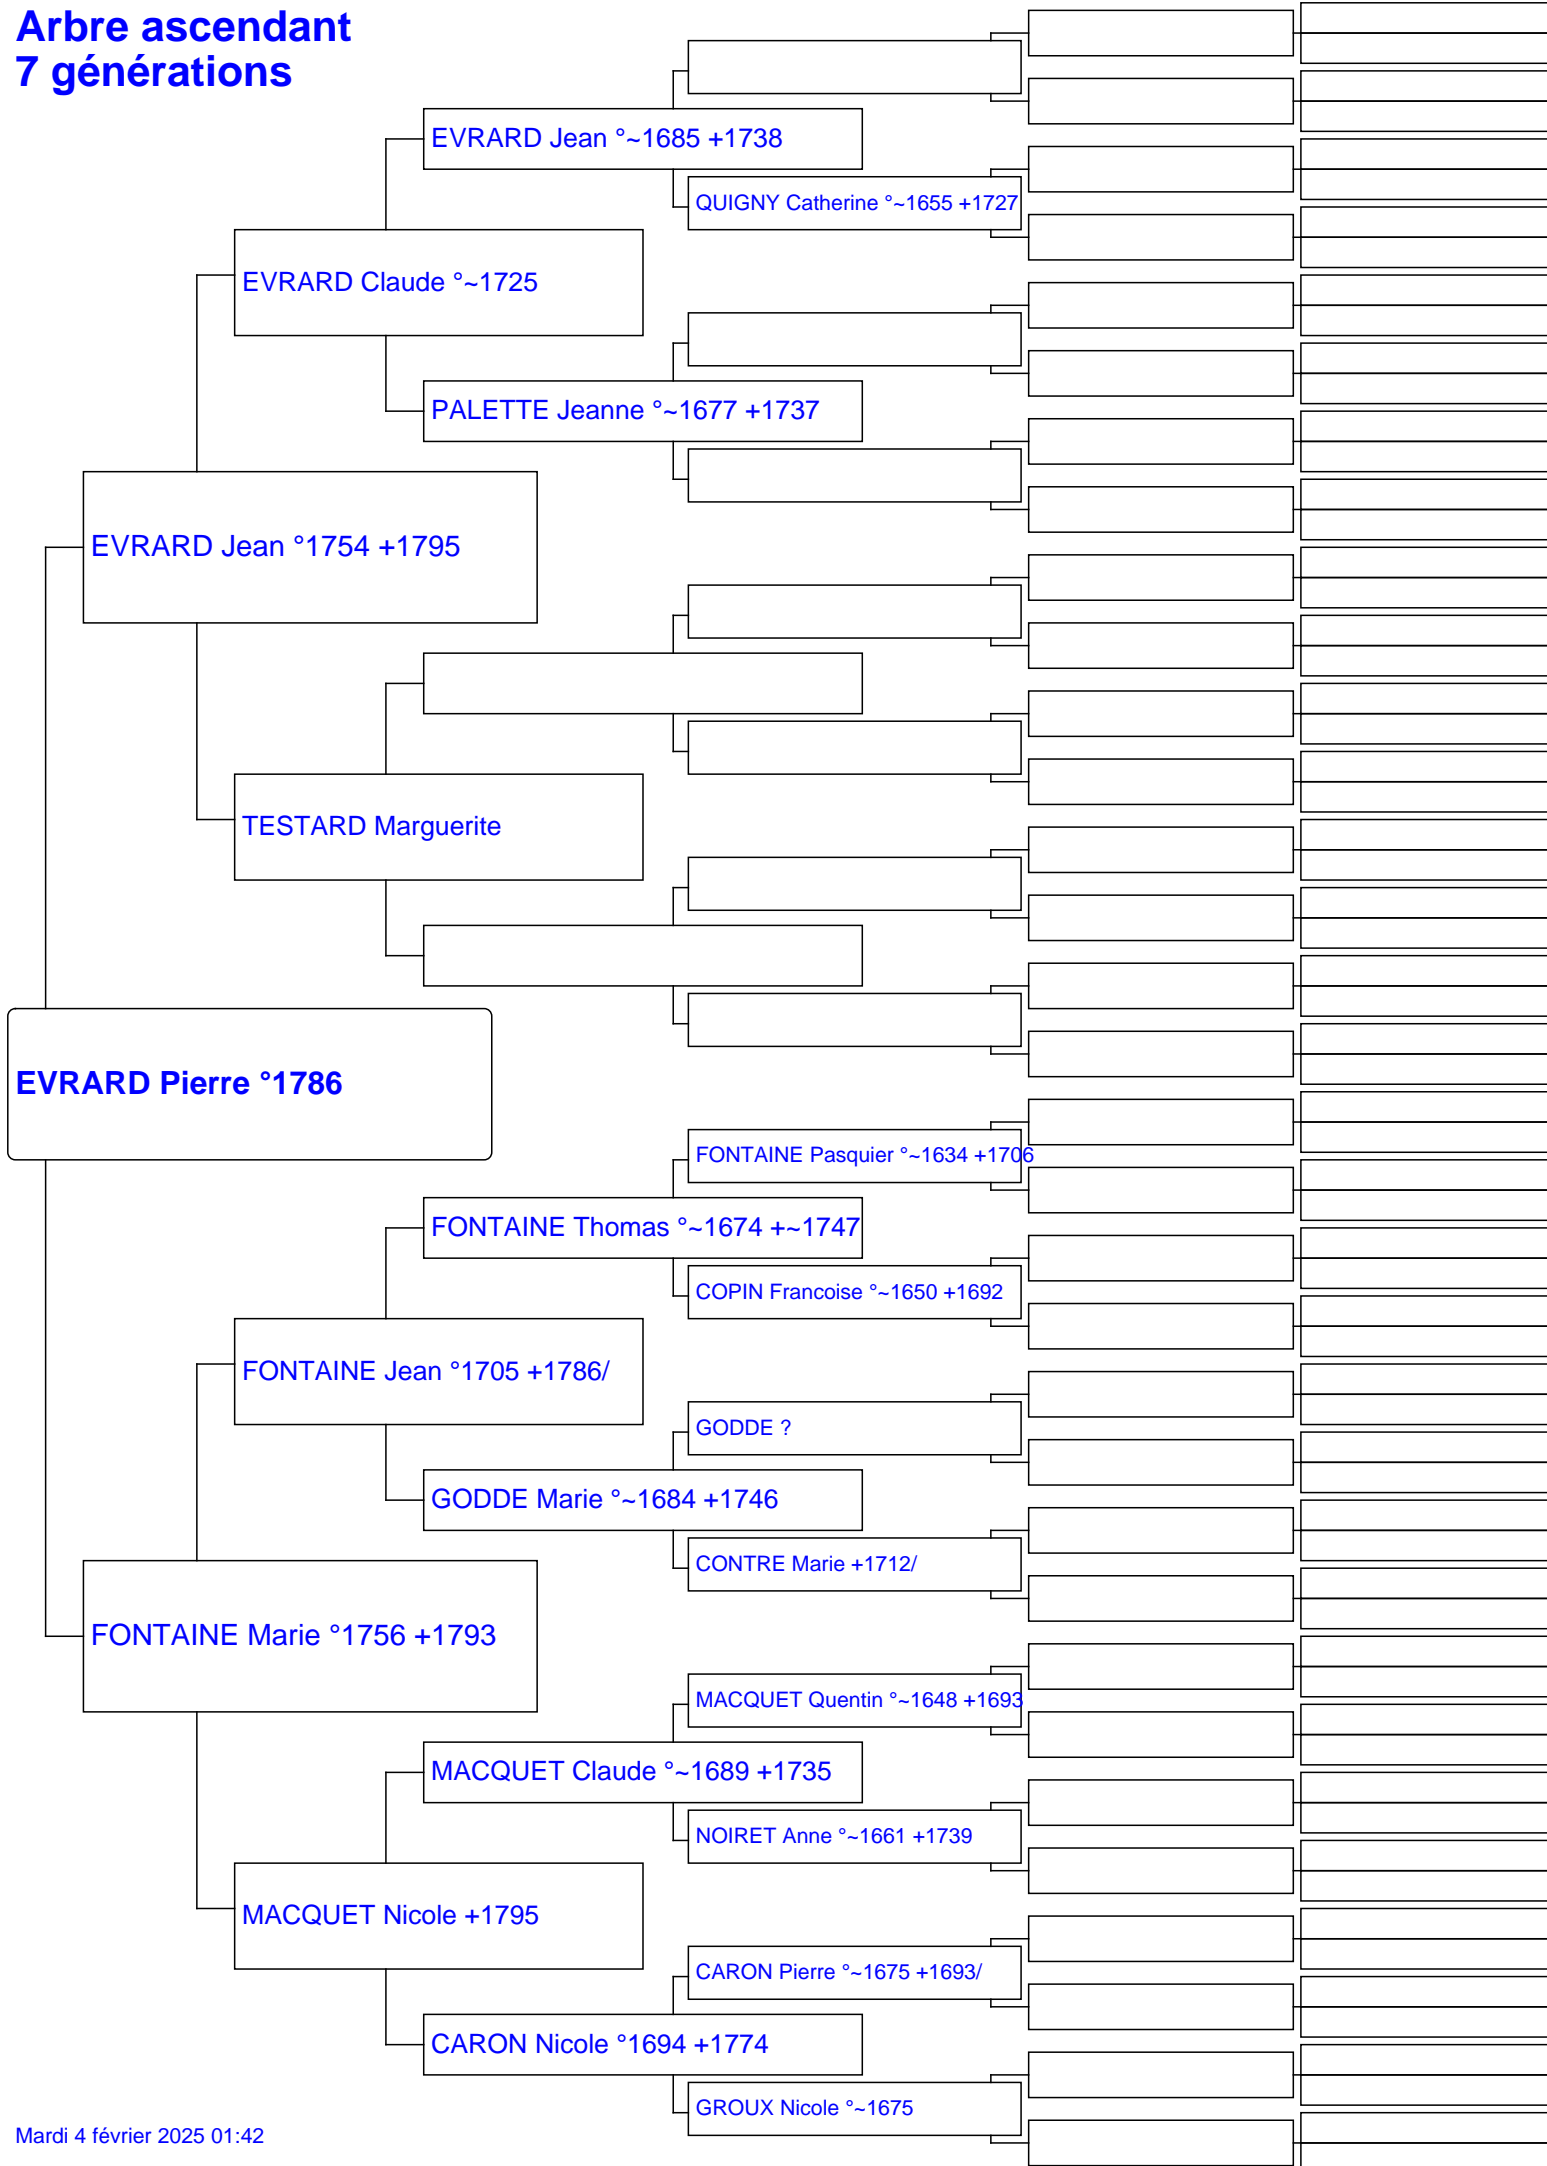 Arbre ascendant
7 générations
EVRARD Jean °~1685 +1738
QUIGNY Catherine °~1655 +1727
EVRARD Claude °~1725
PALETTE Jeanne °~1677 +1737
EVRARD Jean °1754 +1795
TESTARD Marguerite
EVRARD Pierre °1786
FONTAINE Pasquier °~1634 +1706
FONTAINE Thomas °~1674 +~1747
COPIN Francoise °~1650 +1692
FONTAINE Jean °1705 +1786/
GODDE ?
GODDE Marie °~1684 +1746
CONTRE Marie +1712/
FONTAINE Marie °1756 +1793
MACQUET Quentin °~1648 +1693
MACQUET Claude °~1689 +1735
NOIRET Anne °~1661 +1739
MACQUET Nicole +1795
CARON Pierre °~1675 +1693/
CARON Nicole °1694 +1774
GROUX Nicole °~1675
Mardi 4 février 2025 01:42